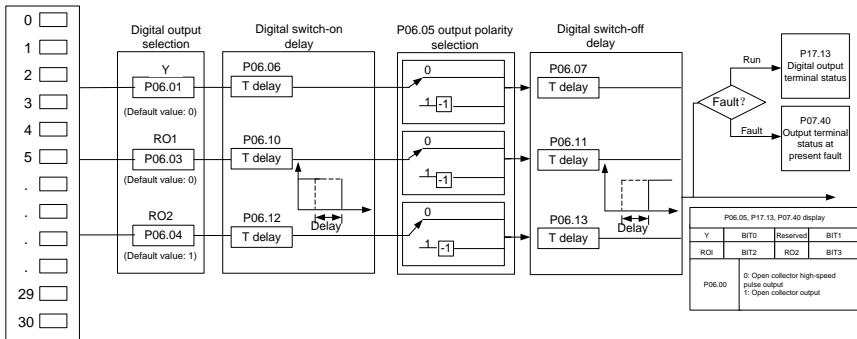 0
1
2
3
4
5
.
.
.
.
29
30
Digital output
selection
Y
P06.01
(Default value: 0)
RO1
P06.03
(Default value: 0)
RO2
P06.04
(Default value: 1)
Digital switch-on
delay
P06.06
T delay
P06.10
T delay
Delay
P06.12
T delay
P06.05 output polarity
selection
0
1
-1
0
1
-1
0
1
-1
Digital switch-off
delay
P06.07
T delay
P06.11
T delay
Delay
P06.13
T delay
Fault?
Run
Fault
P17.13
Digital output
terminal status
P07.40
Output terminal
status at
present fault
P06.05, P17.13, P07.40 display
Y BIT0 Reserved BIT1
ROI BIT2 RO2 BIT3
P06.00
0: Open collector high-speed
pulse output
1: Open collector output